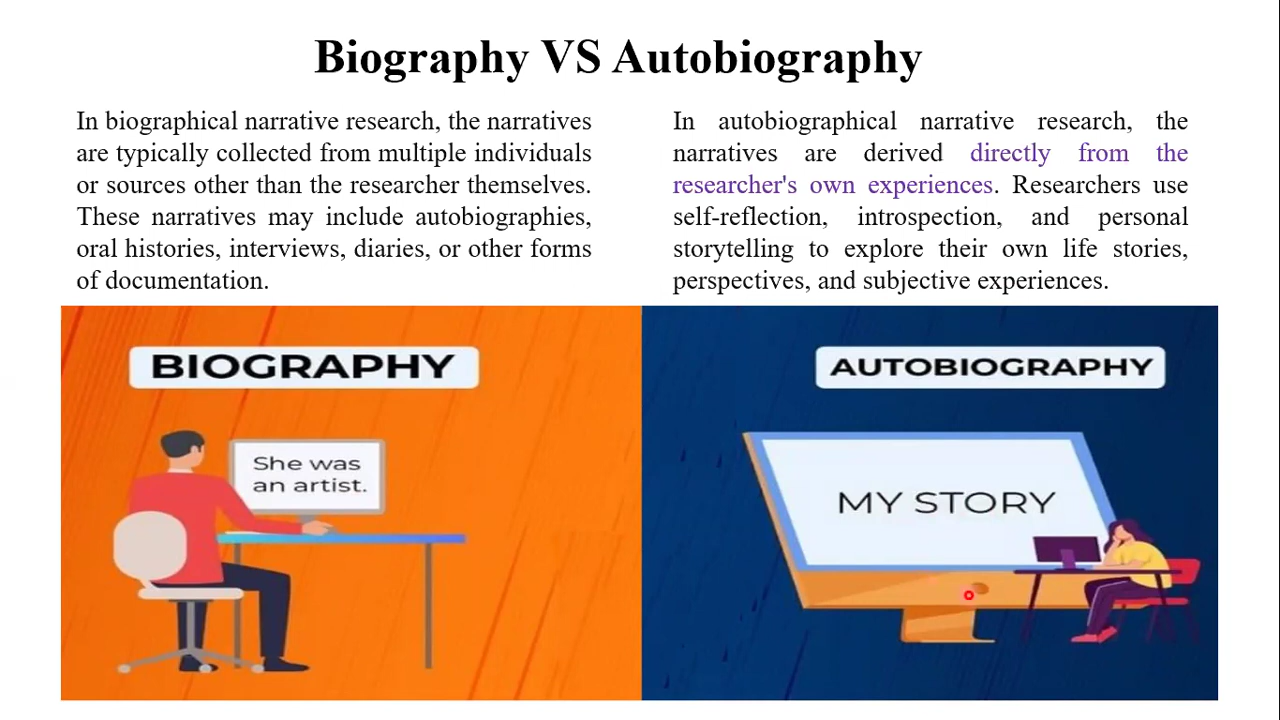 Biography VS Autobiography
In biographical narrative research, the narratives
are typically collected from multiple individuals
or sources other than the researcher themselves.
These narratives may include autobiographies,
oral histories, interviews, diaries, or other forms
of documentation.
In autobiographical narrative research, the
narratives are derived directly from the
researcher's own experiences. Researchers use
self-reflection, introspection, and personal
storytelling to explore their own life stories,
perspectives, and subjective experiences.
BIOGRAPHY
She was
an artist.
AUTOBIOGRAPHY
MY STORY